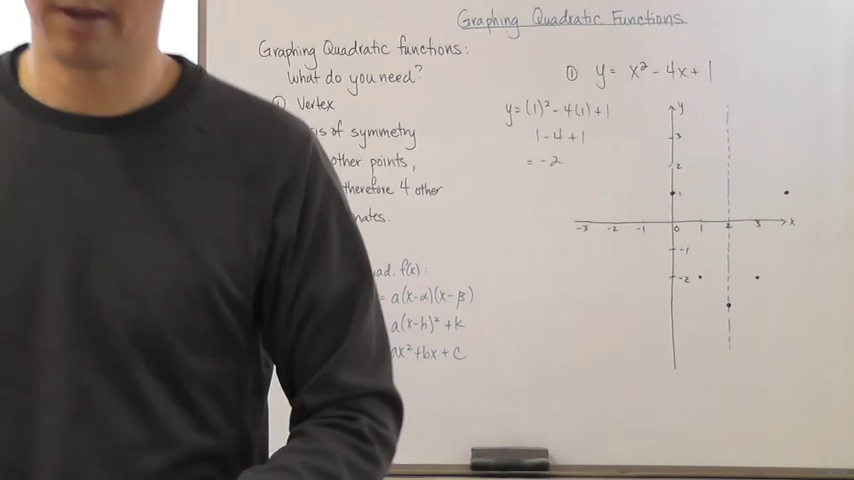 Graphing Quadratic Functions
Graphing Quadratic functions:
What do you need?
① Vertex
is of symmetry
other points,
therefore 4 other
nates.
uad. f(x):
= a(x-α)(x-β)
a(x-h)² + k
ax² + bx + c
① y = x² - 4x + 1
y = (1)² - 4(1) + 1
1 - 4 + 1
= -2
y
3
2
1
-3 -2 -1 0 1 2 3 x
-1
-2